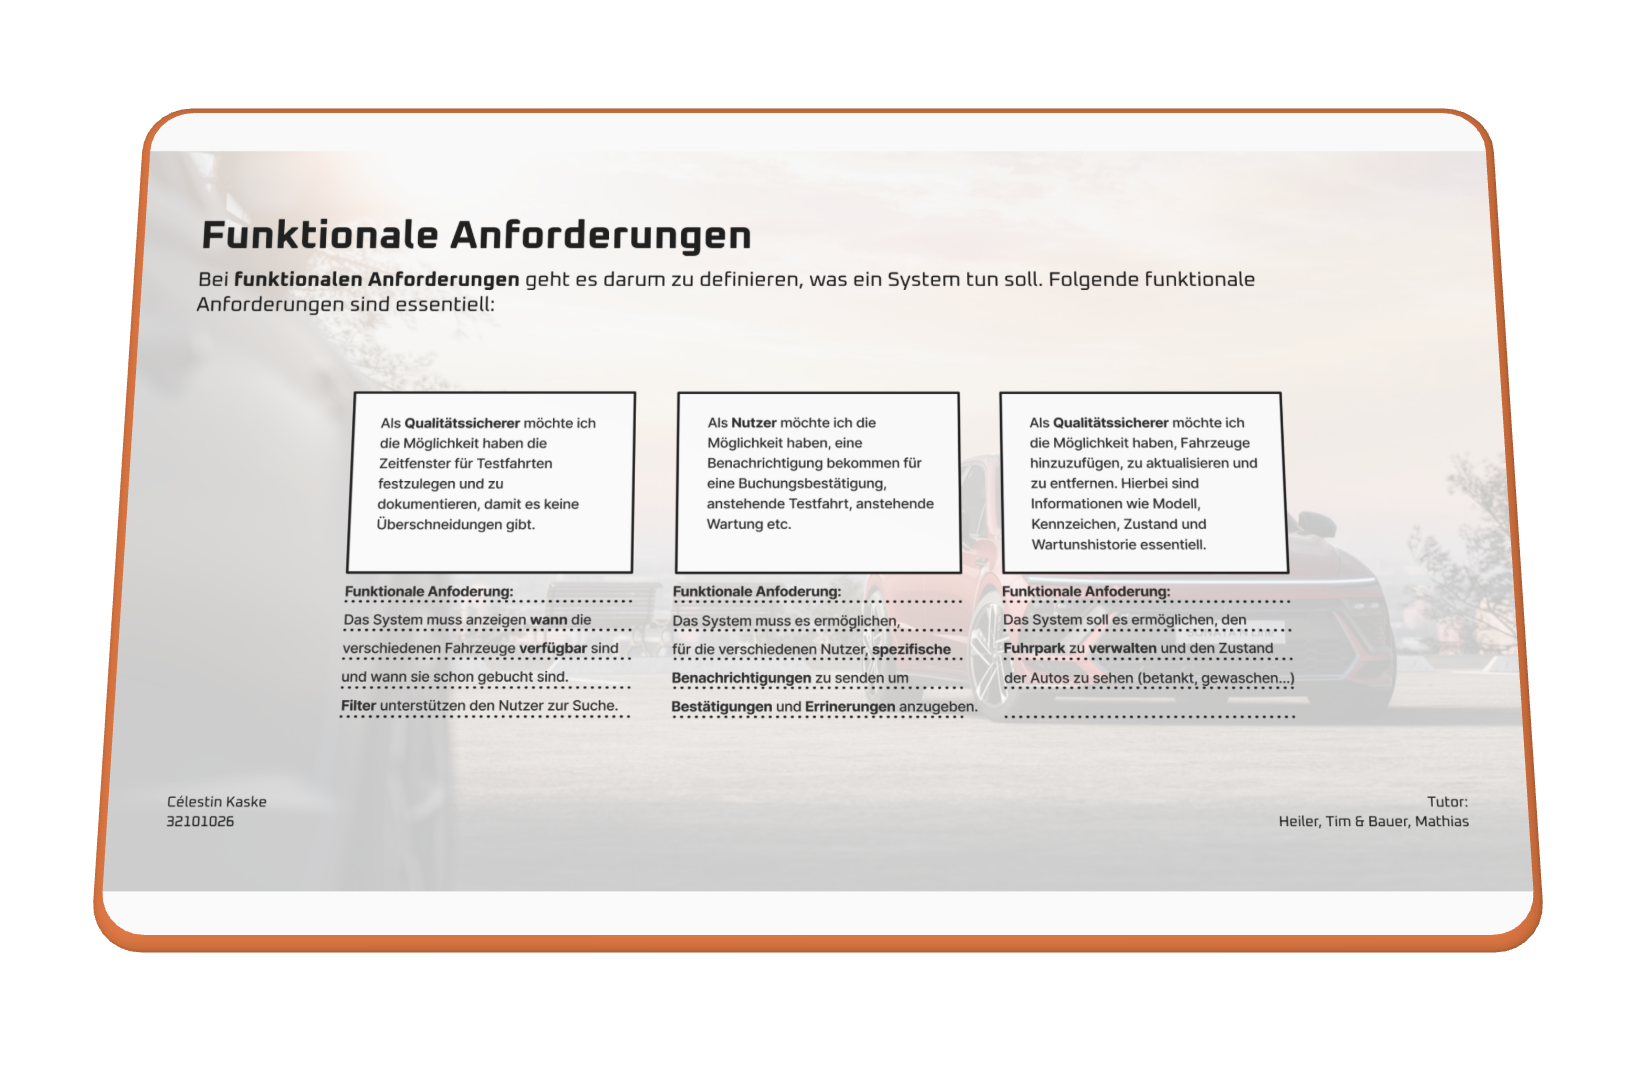 Funktionale Anforderungen
Bei funktionalen Anforderungen geht es darum zu definieren, was ein System tun soll. Folgende funktionale
Anforderungen sind essentiell:
Als Qualitätssicherer möchte ich
die Möglichkeit haben die
Zeitfenster für Testfahrten
festzulegen und zu
dokumentieren, damit es keine
Überschneidungen gibt.
Funktionale Anfoderung:
Das System muss anzeigen wann die
verschiedenen Fahrzeuge verfügbar sind
und wann sie schon gebucht sind.
Filter unterstützen den Nutzer zur Suche.
Als Nutzer möchte ich die
Möglichkeit haben, eine
Benachrichtigung bekommen für
eine Buchungsbestätigung,
anstehende Testfahrt, anstehende
Wartung etc.
Funktionale Anfoderung:
Das System muss es ermöglichen,
für die verschiedenen Nutzer, spezifische
Benachrichtigungen zu senden um
Bestätigungen und Errinerungen anzugeben.
Als Qualitätssicherer möchte ich
die Möglichkeit haben, Fahrzeuge
hinzuzufügen, zu aktualisieren und
zu entfernen. Hierbei sind
Informationen wie Modell,
Kennzeichen, Zustand und
Wartunshistorie essentiell.
Funktionale Anfoderung:
Das System soll es ermöglichen, den
Fuhrpark zu verwalten und den Zustand
der Autos zu sehen (betankt, gewaschen...)
Célestin Kaske
32101026
Tutor:
Heiler, Tim & Bauer, Mathias